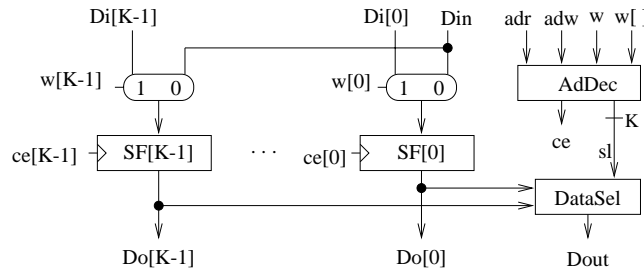 Di[K-1] Di[0] Din adr adw w w[ ]
w[K-1] 1 0 w[0] 1 0 AdDec
ce[K-1] SF[K-1] . . . ce[0] SF[0] ce sl K
DataSel
Do[K-1] Do[0] Dout